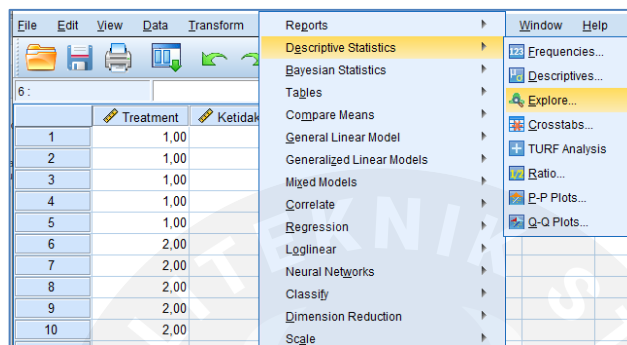 File Edit View Data Transform
Window Help
6 :
Treatment Ketidak
1 1,00
2 1,00
3 1,00
4 1,00
5 1,00
6 2,00
7 2,00
8 2,00
9 2,00
10 2,00
Reports
Descriptive Statistics
Bayesian Statistics
Tables
Compare Means
General Linear Model
Generalized Linear Models
Mixed Models
Correlate
Regression
Loglinear
Neural Networks
Classify
Dimension Reduction
Scale
Frequencies...
Descriptives...
Explore...
Crosstabs...
TURF Analysis
Ratio...
P-P Plots...
Q-Q Plots...